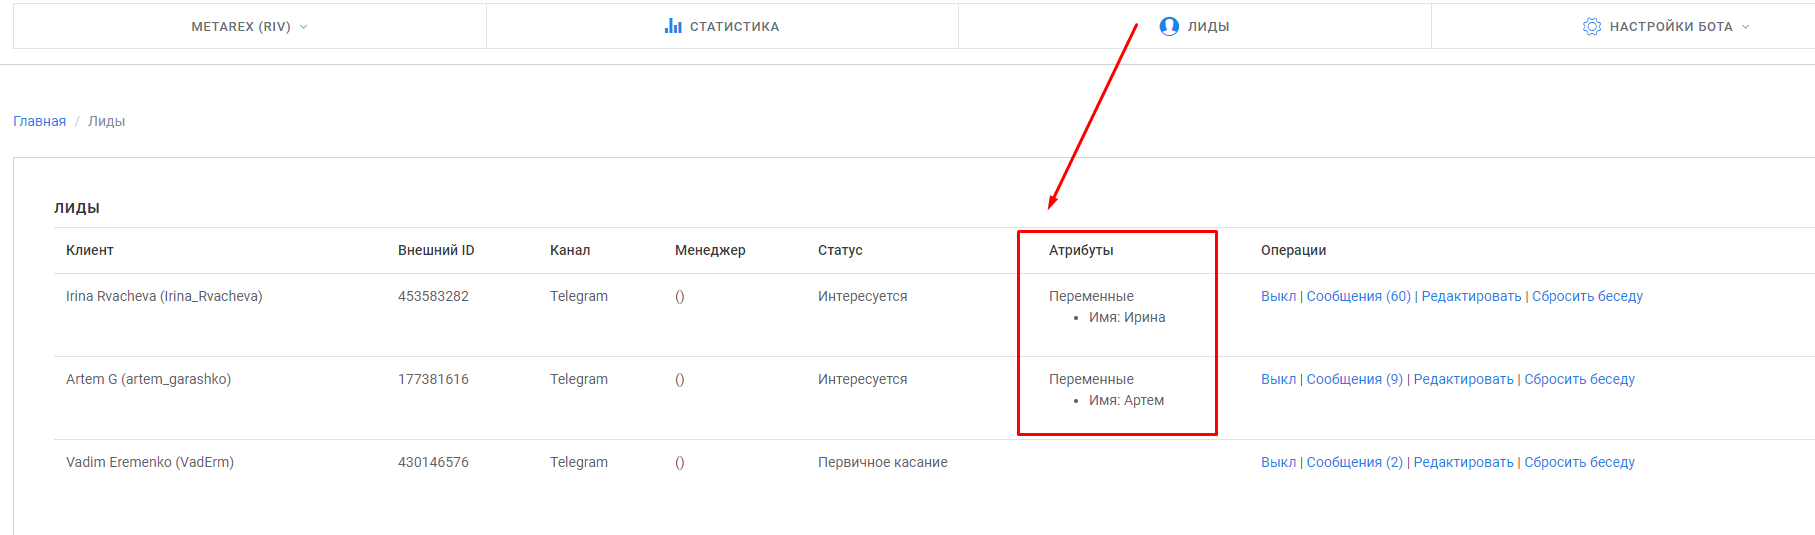 METAREX (RIV)
СТАТИСТИКА
ЛИДЫ
НАСТРОЙКИ БОТА
Главная / Лиды
ЛИДЫ
Клиент Внешний ID Канал Менеджер Статус Атрибуты Операции
Irina Rvacheva (Irina_Rvacheva) 453583282 Telegram () Интересуется Переменные Выкл | Сообщения (60) | Редактировать | Сбросить беседу
• Имя: Ирина
Artem G (artem_garashko) 177381616 Telegram () Интересуется Переменные Выкл | Сообщения (9) | Редактировать | Сбросить беседу
• Имя: Артем
Vadim Eremenko (VadErm) 430146576 Telegram () Первичное касание Выкл | Сообщения (2) | Редактировать | Сбросить беседу